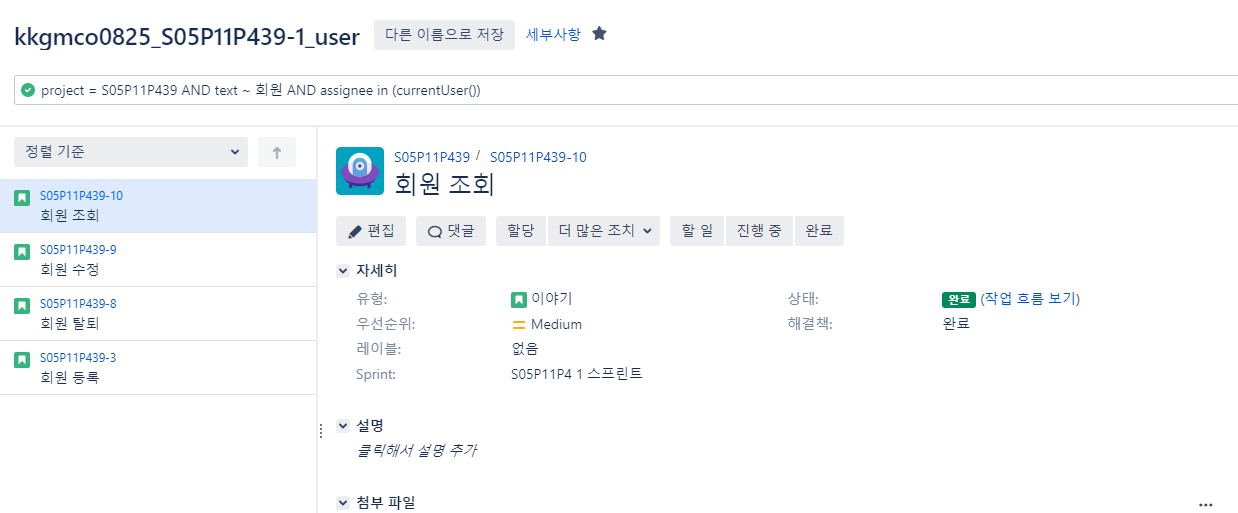 kkgmco0825_S05P11P439-1_user 다른 이름으로 저장 세부사항
project = S05P11P439 AND text ~ 회원 AND assignee in (currentUser())
정렬 기준
S05P11P439-10
회원 조회
S05P11P439-9
회원 수정
S05P11P439-8
회원 탈퇴
S05P11P439-3
회원 등록
S05P11P439 / S05P11P439-10
회원 조회
편집 댓글 할당 더 많은 조치 할 일 진행 중 완료
자세히
유형: 이야기 상태: 완료 (작업 흐름 보기)
우선순위: Medium 해결책: 완료
레이블: 없음
Sprint: S05P11P4 1 스프린트
설명
클릭해서 설명 추가
첨부 파일